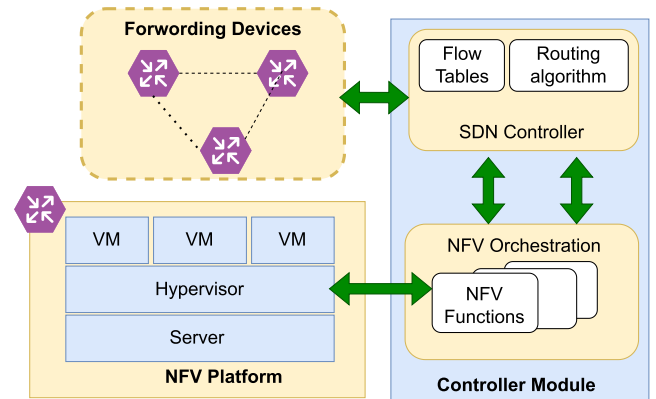 Forwording Devices
Flow
Tables
Routing
algorithm
SDN Controller
VM
VM
VM
Hypervisor
Server
NFV Platform
NFV Orchestration
NFV
Functions
Controller Module